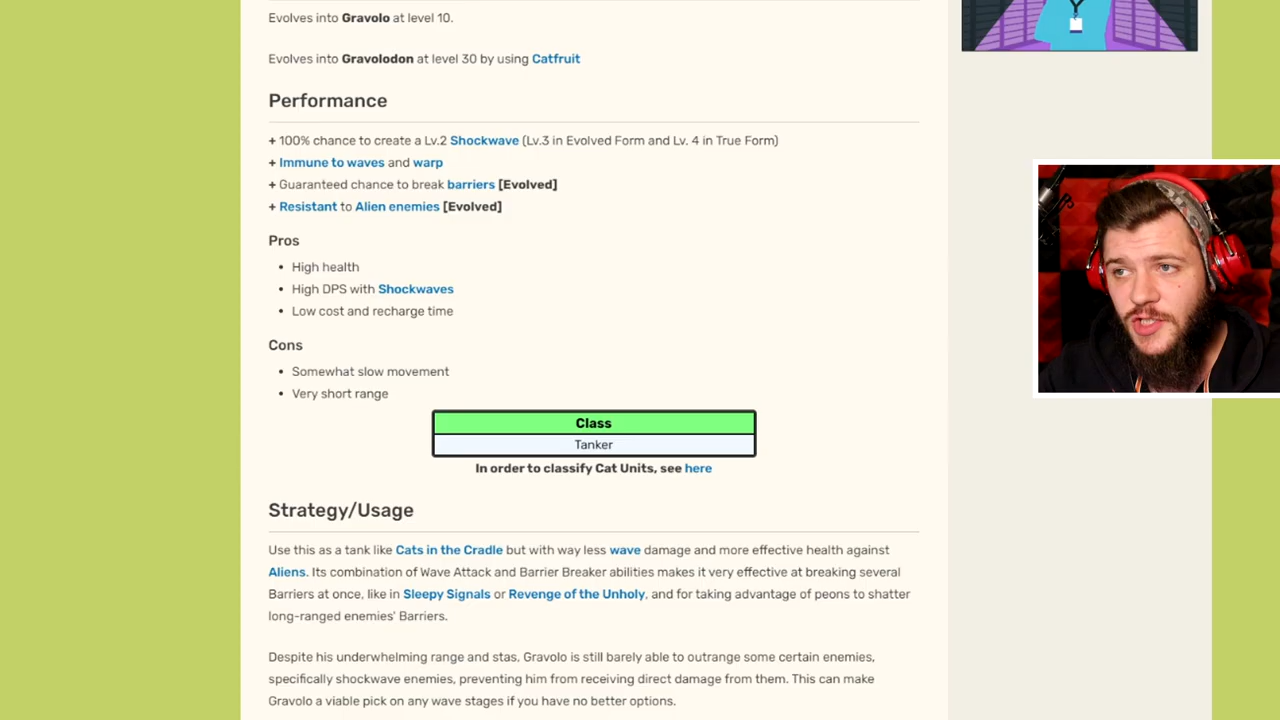 Evolves into Gravolo at level 10.
Evolves into Gravolodon at level 30 by using Catfruit
Performance
+ 100% chance to create a Lv.2 Shockwave (Lv.3 in Evolved Form and Lv. 4 in True Form)
+ Immune to waves and warp
+ Guaranteed chance to break barriers [Evolved]
+ Resistant to Alien enemies [Evolved]
Pros
• High health
• High DPS with Shockwaves
• Low cost and recharge time
Cons
• Somewhat slow movement
• Very short range
Class
Tanker
In order to classify Cat Units, see here
Strategy/Usage
Use this as a tank like Cats in the Cradle but with way less wave damage and more effective health against
Aliens. Its combination of Wave Attack and Barrier Breaker abilities makes it very effective at breaking several
Barriers at once, like in Sleepy Signals or Revenge of the Unholy, and for taking advantage of peons to shatter
long-ranged enemies' Barriers.
Despite his underwhelming range and stas, Gravolo is still barely able to outrange some certain enemies,
specifically shockwave enemies, preventing him from receiving direct damage from them. This can make
Gravolo a viable pick on any wave stages if you have no better options.